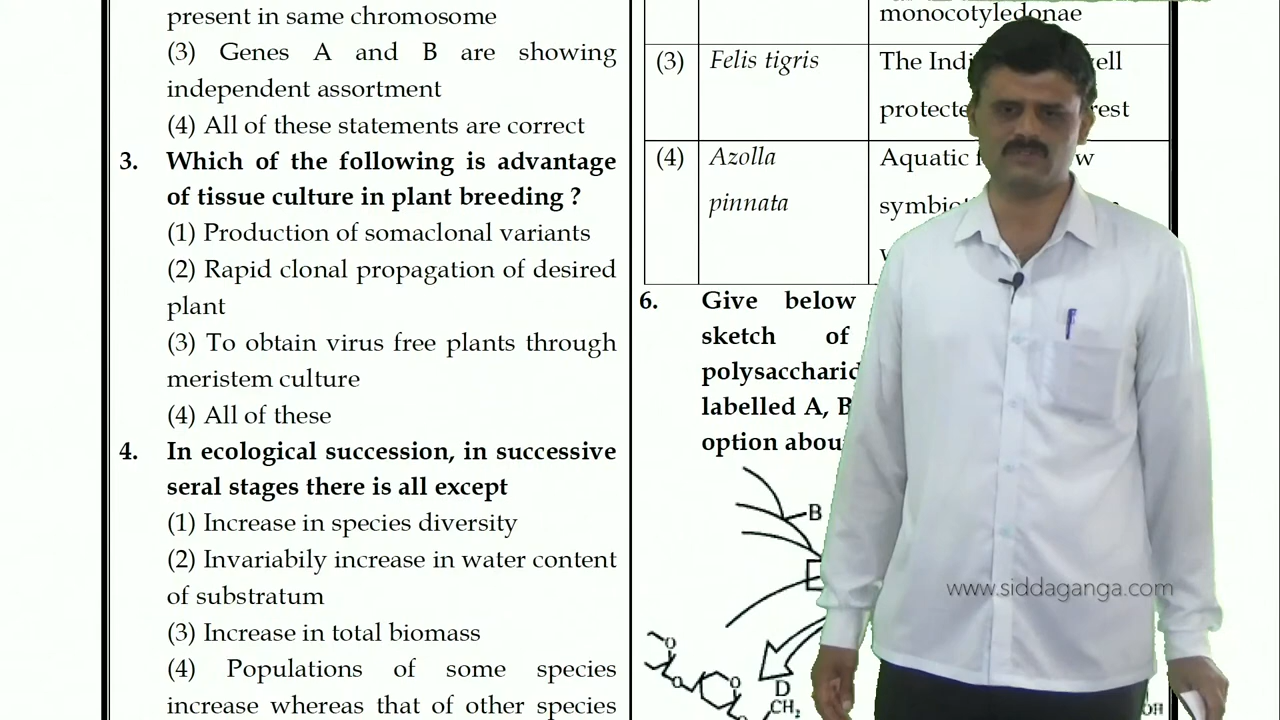 present in same chromosome
(3) Genes A and B are showing
independent assortment
(4) All of these statements are correct
3. Which of the following is advantage
of tissue culture in plant breeding ?
(1) Production of somaclonal variants
(2) Rapid clonal propagation of desired
plant
(3) To obtain virus free plants through
meristem culture
(4) All of these
4. In ecological succession, in successive
seral stages there is all except
(1) Increase in species diversity
(2) Invariabily increase in water content
of substratum
(3) Increase in total biomass
(4) Populations of some species
increase whereas that of other species
monocotyledonae
(3) Felis tigris The
protecte
(4) Azolla Aquatic
pinnata
6. Give below
sketch of
labelled A, B
option
B
O
O
O
D
CH₂
OH
www.siddaganga.com